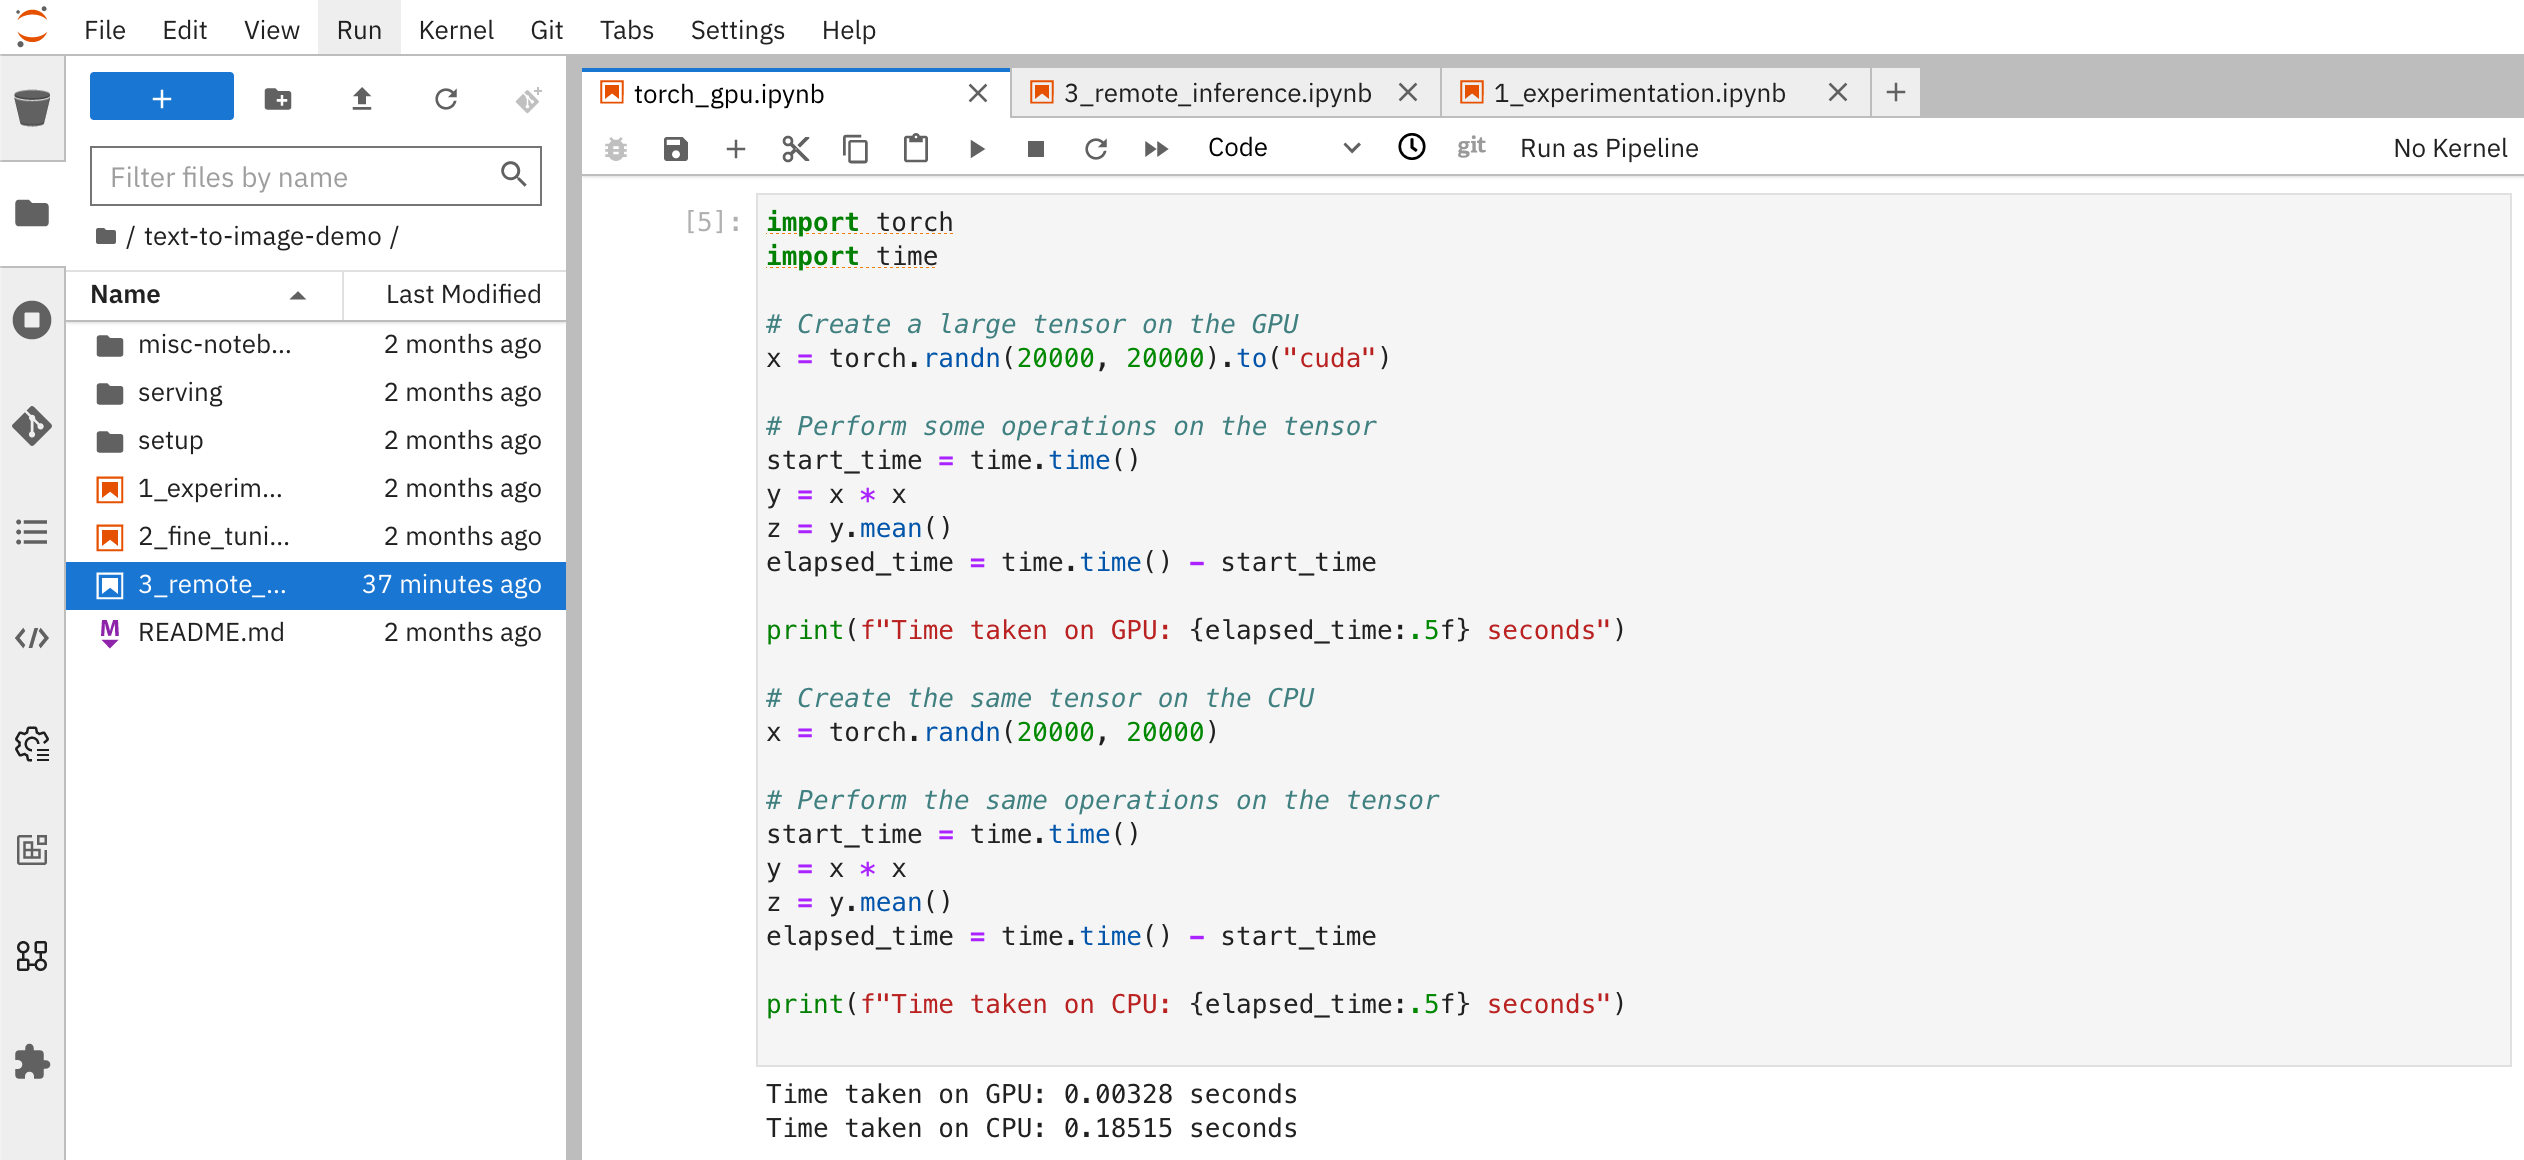 File Edit View Run Kernel Git Tabs Settings Help
Filter files by name
/ text-to-image-demo /
Name Last Modified
misc-noteb... 2 months ago
serving 2 months ago
setup 2 months ago
1_experim... 2 months ago
2_fine_tuni... 2 months ago
3_remote_... 37 minutes ago
README.md 2 months ago
torch_gpu.ipynb 3_remote_inference.ipynb 1_experimentation.ipynb
Code git Run as Pipeline No Kernel
[5]: import torch
import time
# Create a large tensor on the GPU
x = torch.randn(20000, 20000).to("cuda")
# Perform some operations on the tensor
start_time = time.time()
y = x * x
z = y.mean()
elapsed_time = time.time() - start_time
print(f"Time taken on GPU: {elapsed_time:.5f} seconds")
# Create the same tensor on the CPU
x = torch.randn(20000, 20000)
# Perform the same operations on the tensor
start_time = time.time()
y = x * x
z = y.mean()
elapsed_time = time.time() - start_time
print(f"Time taken on CPU: {elapsed_time:.5f} seconds")
Time taken on GPU: 0.00328 seconds
Time taken on CPU: 0.18515 seconds